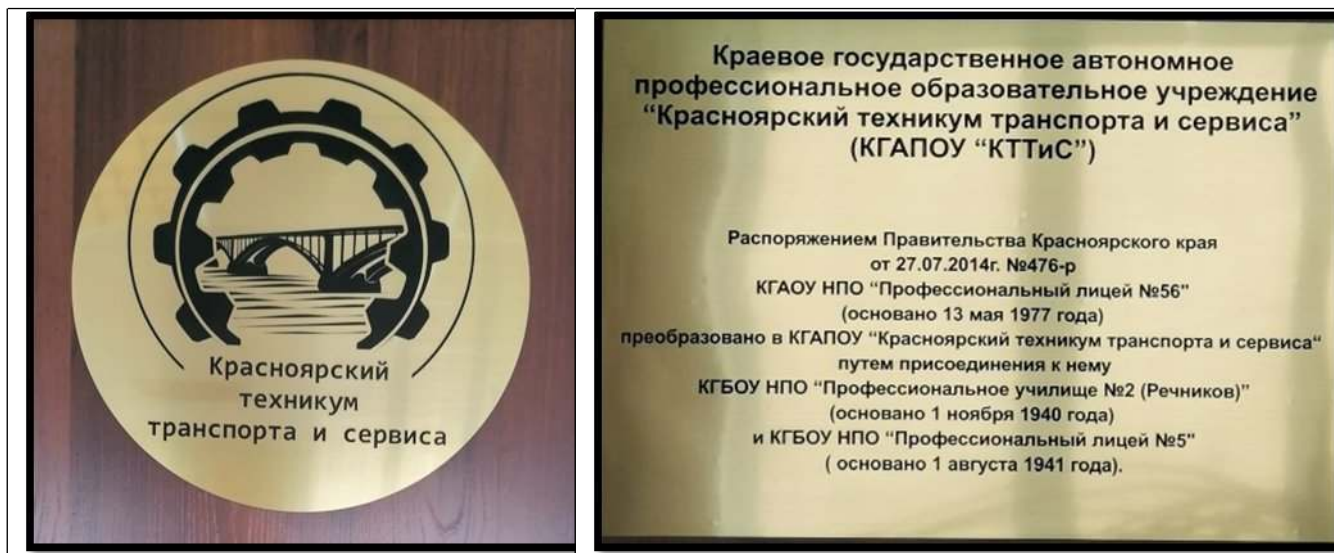 Красноярский
техникум
транспорта и сервиса
Краевое государственное автономное
профессиональное образовательное учреждение
“Красноярский техникум транспорта и сервиса”
(КГАПОУ “КТТиС”)
Распоряжением Правительства Красноярского края
от 27.07.2014г. №476-р
КГАОУ НПО “Профессиональный лицей №56”
(основано 13 мая 1977 года)
преобразовано в КГАПОУ “Красноярский техникум транспорта и сервиса“
путем присоединения к нему
КГБОУ НПО “Профессиональное училище №2 (Речников)”
(основано 1 ноября 1940 года)
и КГБОУ НПО “Профессиональный лицей №5”
( основано 1 августа 1941 года).